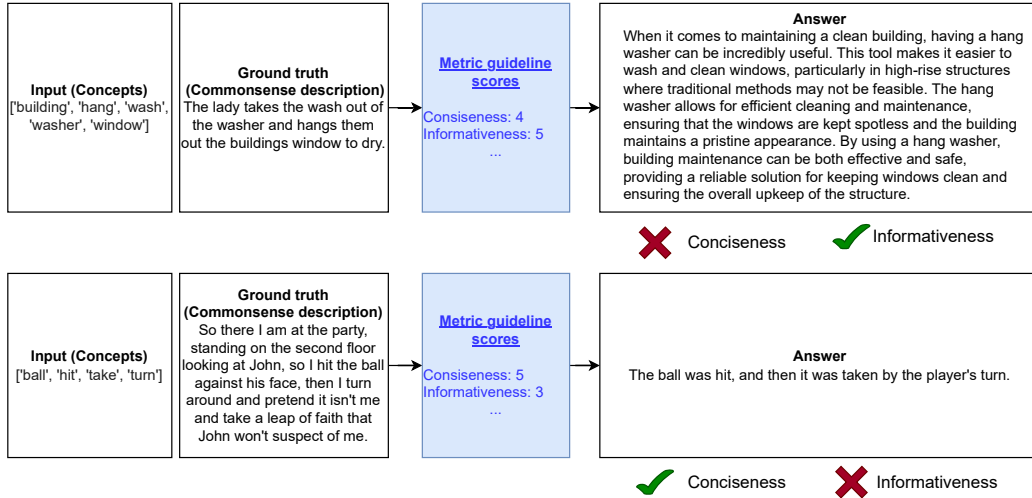 Input (Concepts)
['building', 'hang', 'wash',
'washer', 'window']
Ground truth
(Commonsense description)
The lady takes the wash out of
the washer and hangs them
out the buildings window to dry.
Metric guideline
scores
Consiseness: 4
Informativeness: 5
...
Answer
When it comes to maintaining a clean building, having a hang
washer can be incredibly useful. This tool makes it easier to
wash and clean windows, particularly in high-rise structures
where traditional methods may not be feasible. The hang
washer allows for efficient cleaning and maintenance,
ensuring that the windows are kept spotless and the building
maintains a pristine appearance. By using a hang washer,
building maintenance can be both effective and safe,
providing a reliable solution for keeping windows clean and
ensuring the overall upkeep of the structure.
Conciseness
Informativeness
Input (Concepts)
['ball', 'hit', 'take', 'turn']
Ground truth
(Commonsense description)
So there I am at the party,
standing on the second floor
looking at John, so I hit the ball
against his face, then I turn
around and pretend it isn't me
and take a leap of faith that
John won't suspect of me.
Metric guideline
scores
Consiseness: 5
Informativeness: 3
...
Answer
The ball was hit, and then it was taken by the player's turn.
Conciseness
Informativeness